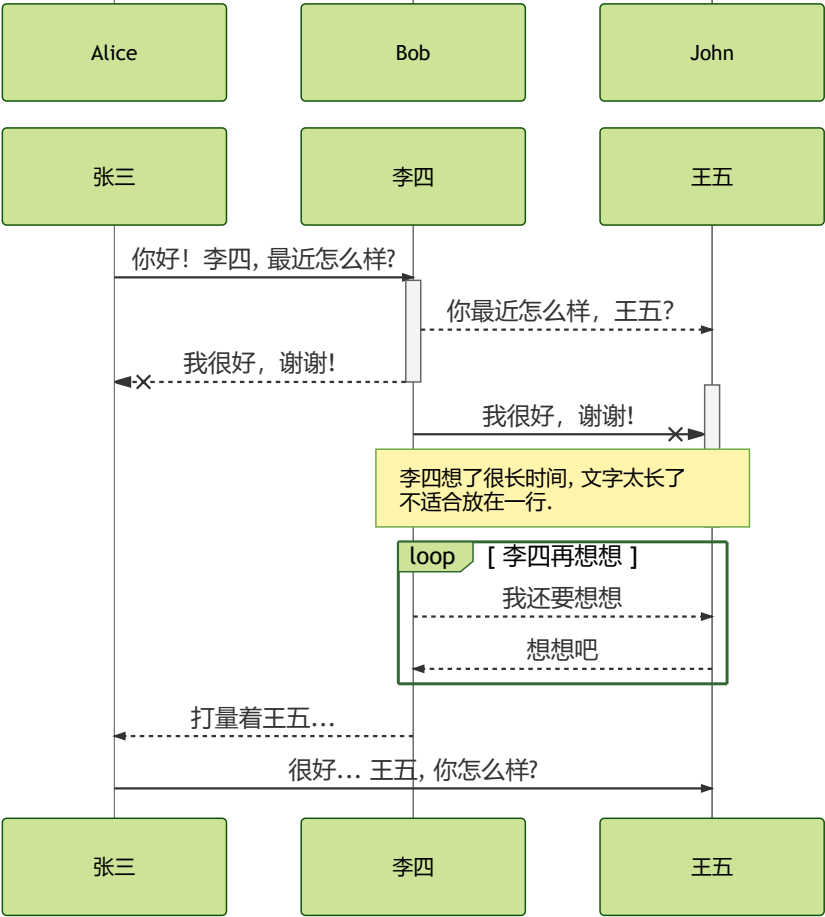 Alice
Bob
John
张三
李四
王五
你好！李四, 最近怎么样?
你最近怎么样，王五？
我很好，谢谢!
我很好，谢谢!
李四想了很长时间, 文字太长了
不适合放在一行.
loop
[ 李四再想想 ]
我还要想想
想想吧
打量着王五...
很好... 王五, 你怎么样?
张三
李四
王五